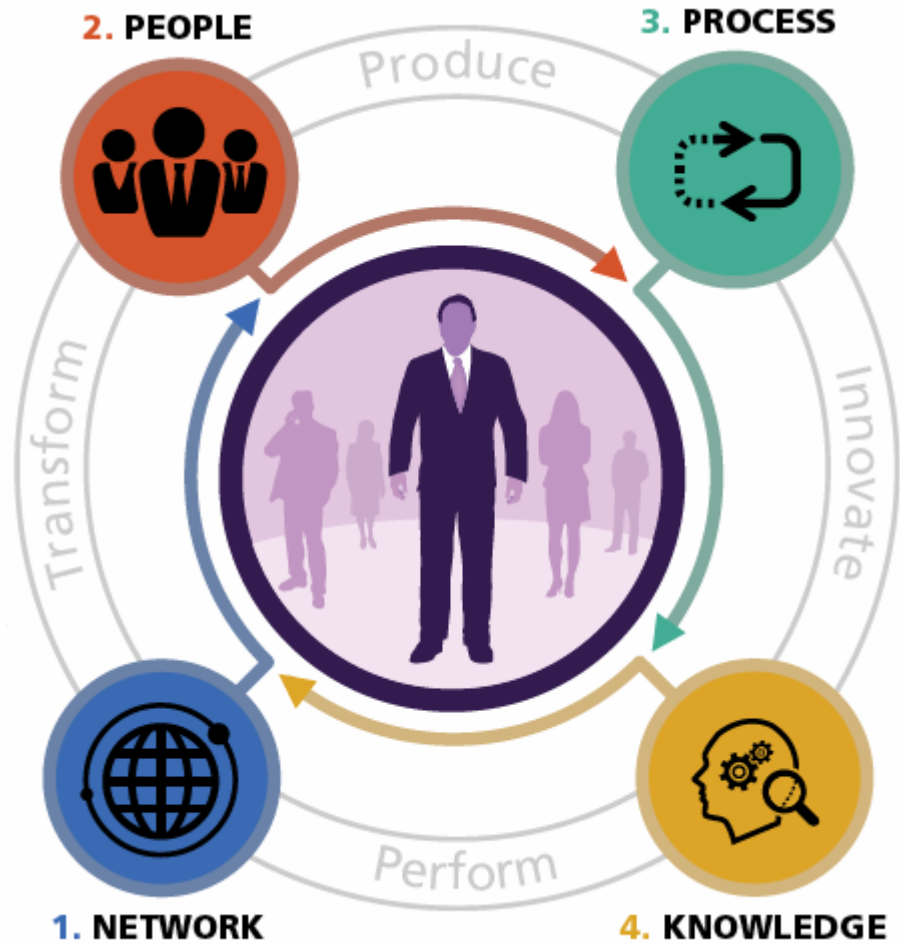 2. PEOPLE
3. PROCESS
Produce
Transform
Innovate
Perform
1. NETWORK
4. KNOWLEDGE